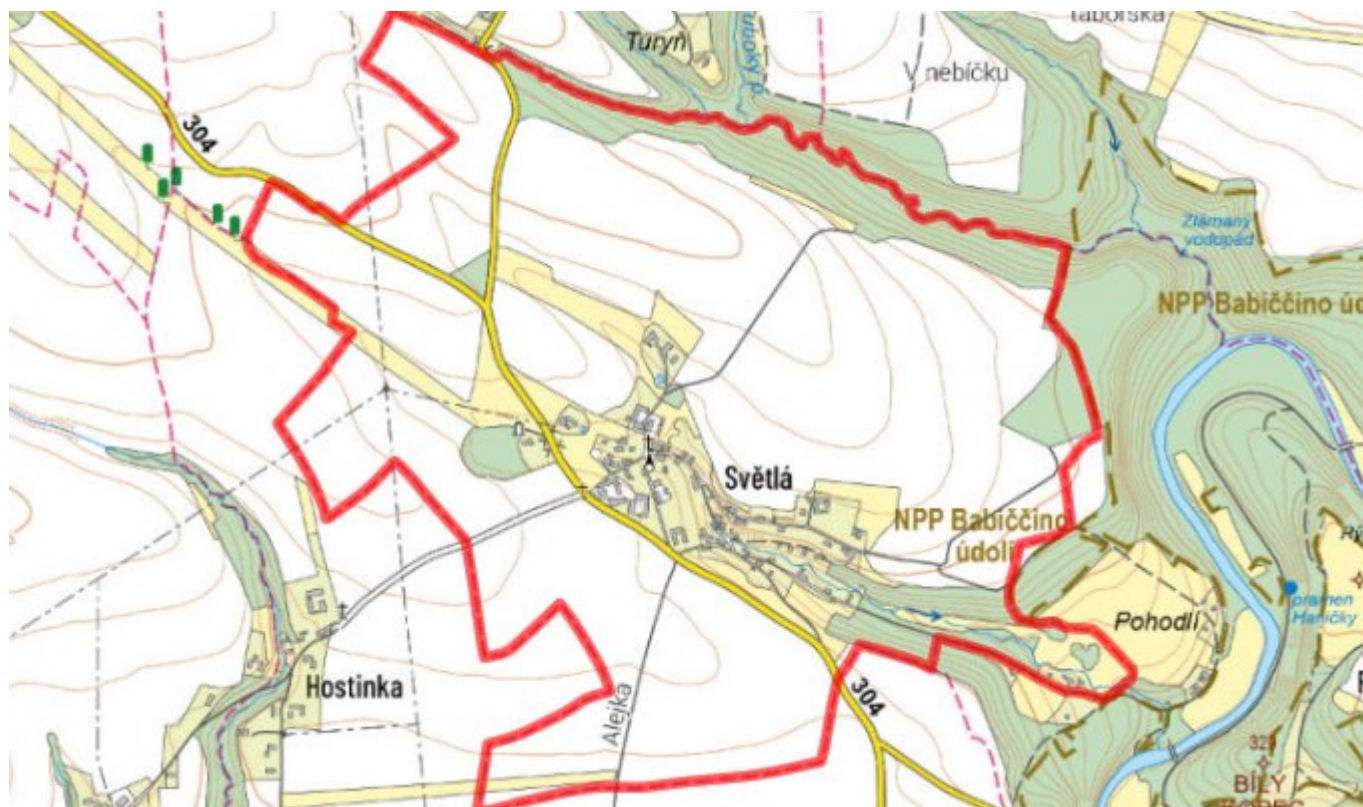 táborská
Turyň
V nebíčku
304
Zlámaný
vodopád
NPP Babiččino úd
Světlá
NPP Babiččino
údolí
pramen
Haničky
Pohodlí
Hostinka
Alejka
304
BÍLÝ